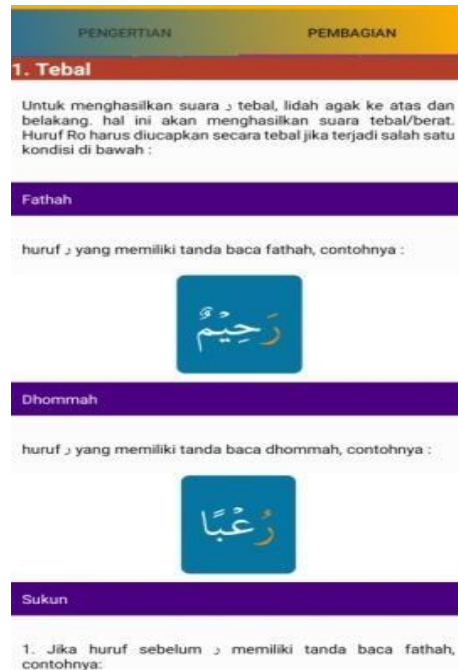 PENGERTIAN PEMBAGIAN
1. Tebal
Untuk menghasilkan suara ر tebal, lidah agak ke atas dan
belakang. hal ini akan menghasilkan suara tebal/berat.
Huruf Ro harus diucapkan secara tebal jika terjadi salah satu
kondisi di bawah :
Fathah
huruf ر yang memiliki tanda baca fathah, contohnya :
رَحِيْمٌ
Dhommah
huruf ر yang memiliki tanda baca dhommah, contohnya :
رُعْبًا
Sukun
1. Jika huruf sebelum ر memiliki tanda baca fathah,
contohnya: